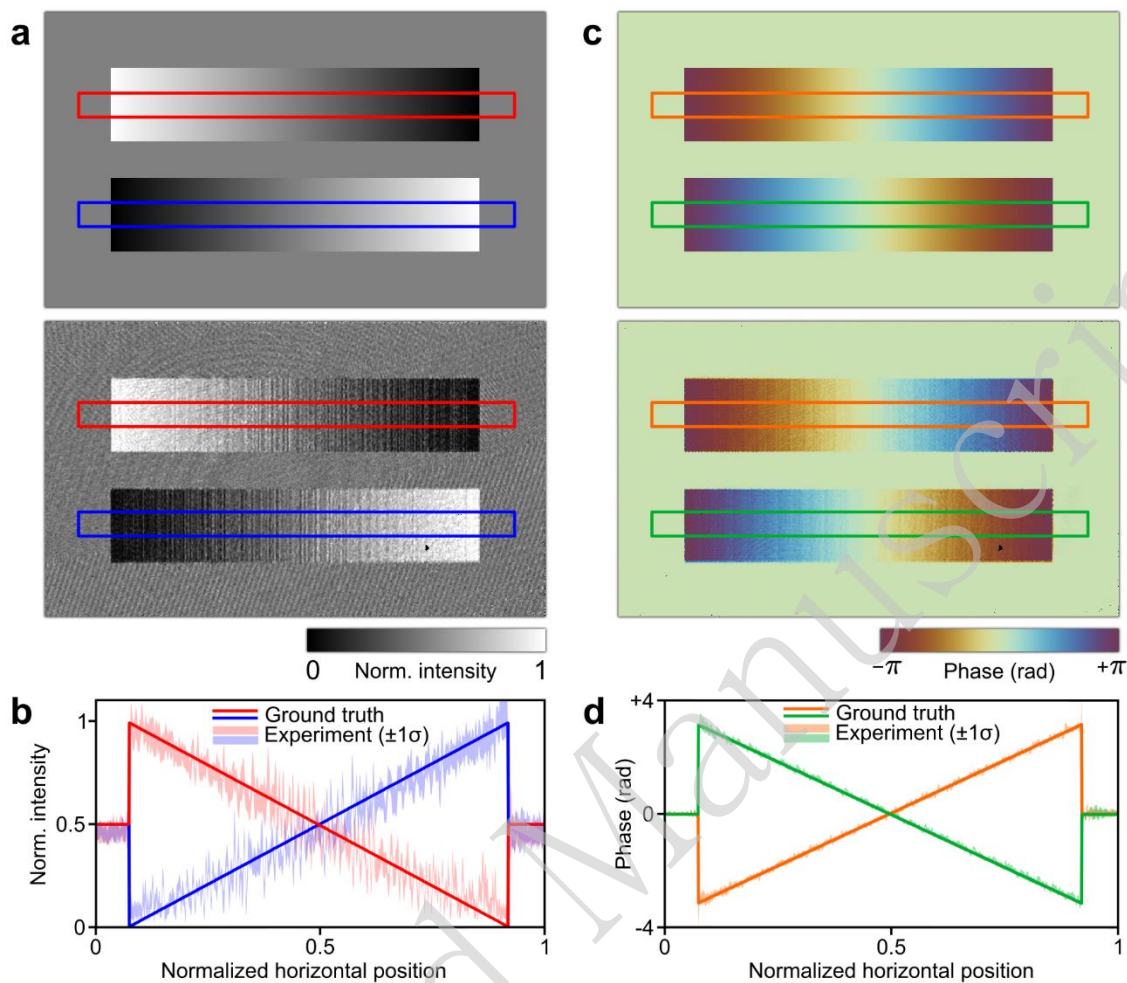 a
c
0 Norm. intensity 1
−π Phase (rad) +π
b
Ground truth
Experiment (±1σ)
1
0.5
0
Norm. intensity
0 0.5 1
Normalized horizontal position
d
Ground truth
Experiment (±1σ)
+4
0
-4
Phase (rad)
0 0.5 1
Normalized horizontal position
d Manuscrip